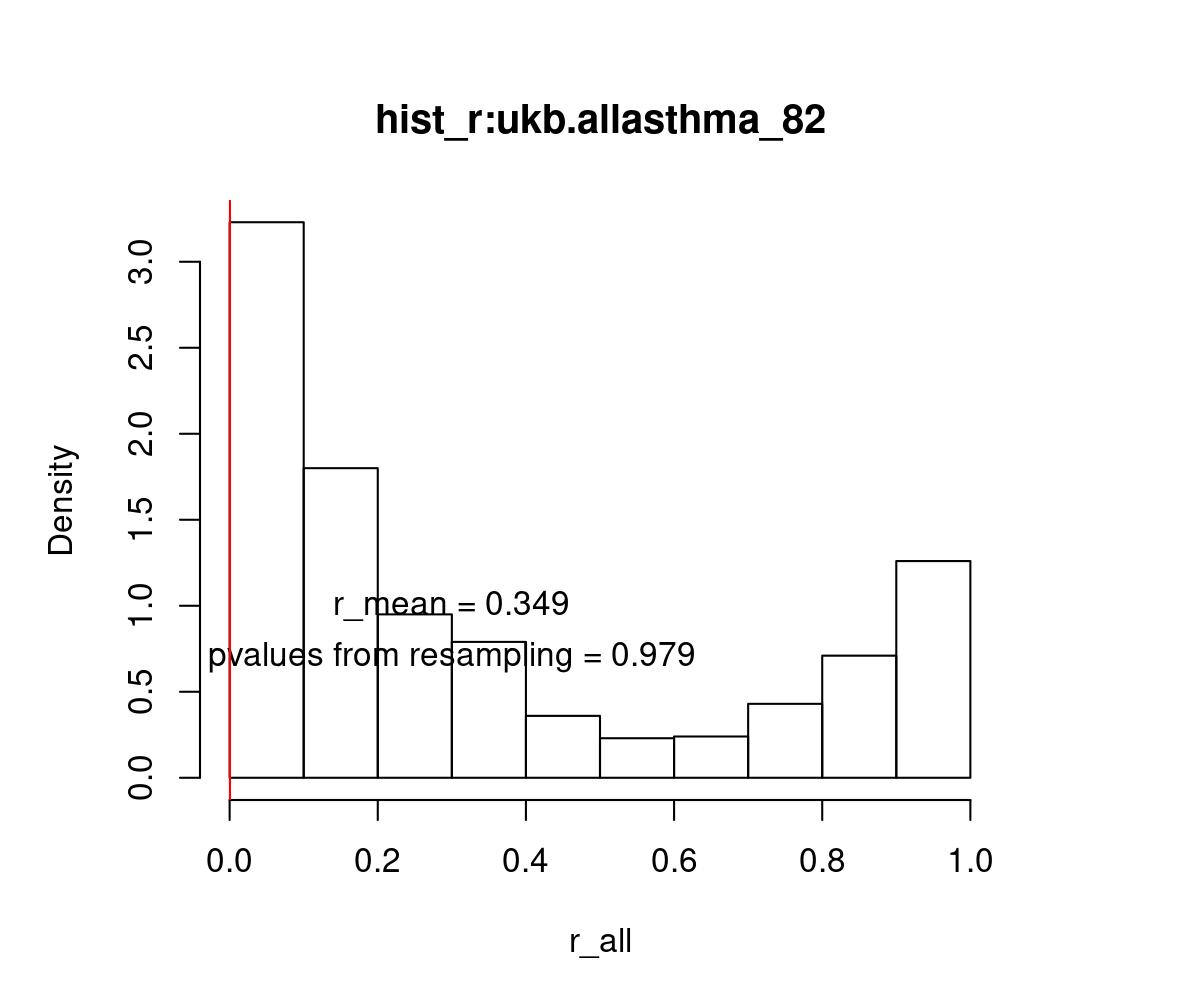 hist_r:ukb.allasthma_82
3.0
2.5
2.0
1.5
1.0
0.5
0.0
Density
r_mean = 0.349
pvalues from resampling = 0.979
0.0 0.2 0.4 0.6 0.8 1.0
r_all